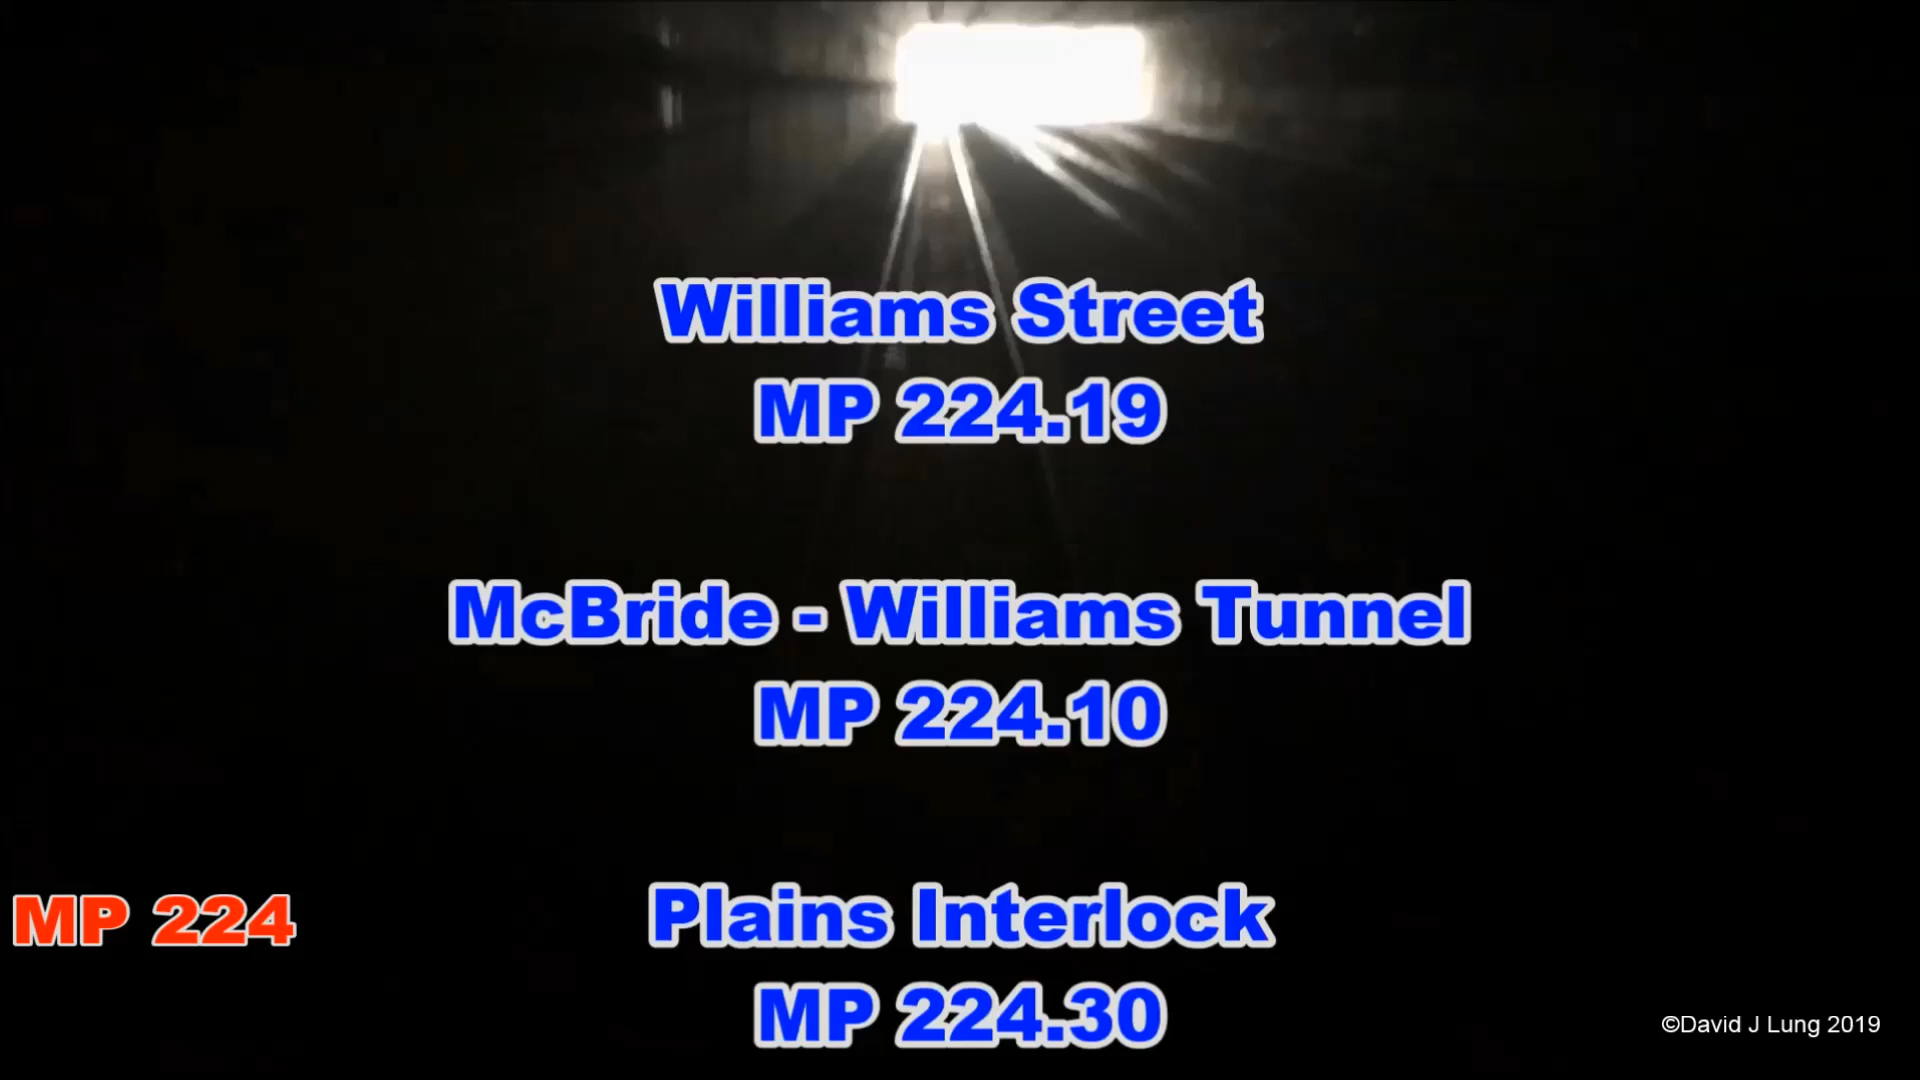 Williams Street
MP 224.19
McBride - Williams Tunnel
MP 224.10
MP 224
Plains Interlock
MP 224.30
©David J Lung 2019